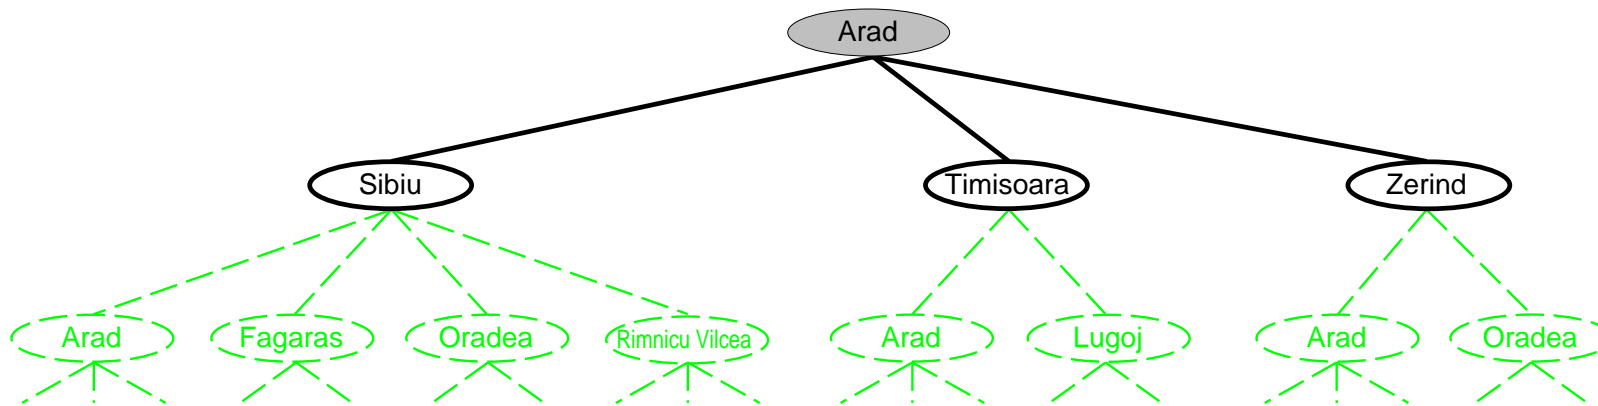 Arad
Sibiu
Timisoara
Zerind
Arad
Fagaras
Oradea
Rimnicu Vilcea
Arad
Lugoj
Arad
Oradea